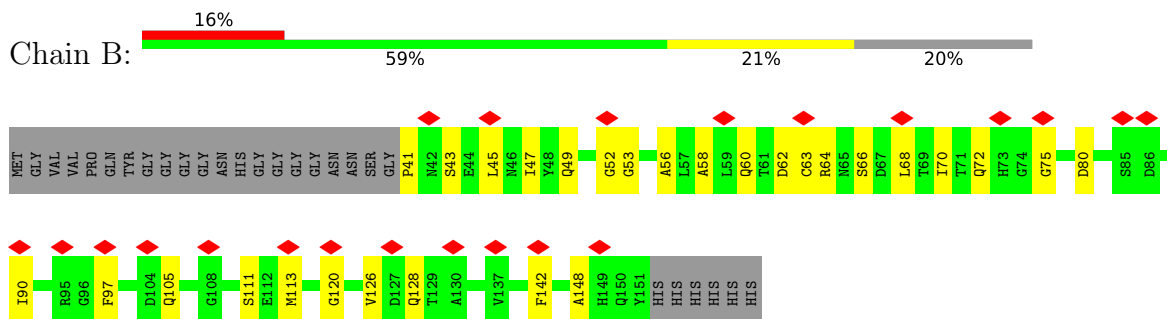 16%
Chain B:
59% 21% 20%
MET GLY VAL VAL PRO GLN TYR GLY GLY GLY GLY ASN HIS GLY GLY GLY GLY ASN ASN SER GLY P41 N42 S43 E44 L45 N46 I47 Y48 Q49 G52 G53 A56 L57 A58 L59 Q60 T61 D62 C63 R64 N65 S66 D67 L68 T69 I70 T71 Q72 H73 G74 G75 D80 S85 D86
I90 R95 G96 F97 D104 Q105 G108 S111 E112 M113 G120 V126 D127 Q128 T129 A130 V137 F142 A148 H149 Q150 Y151 HIS HIS HIS HIS HIS HIS